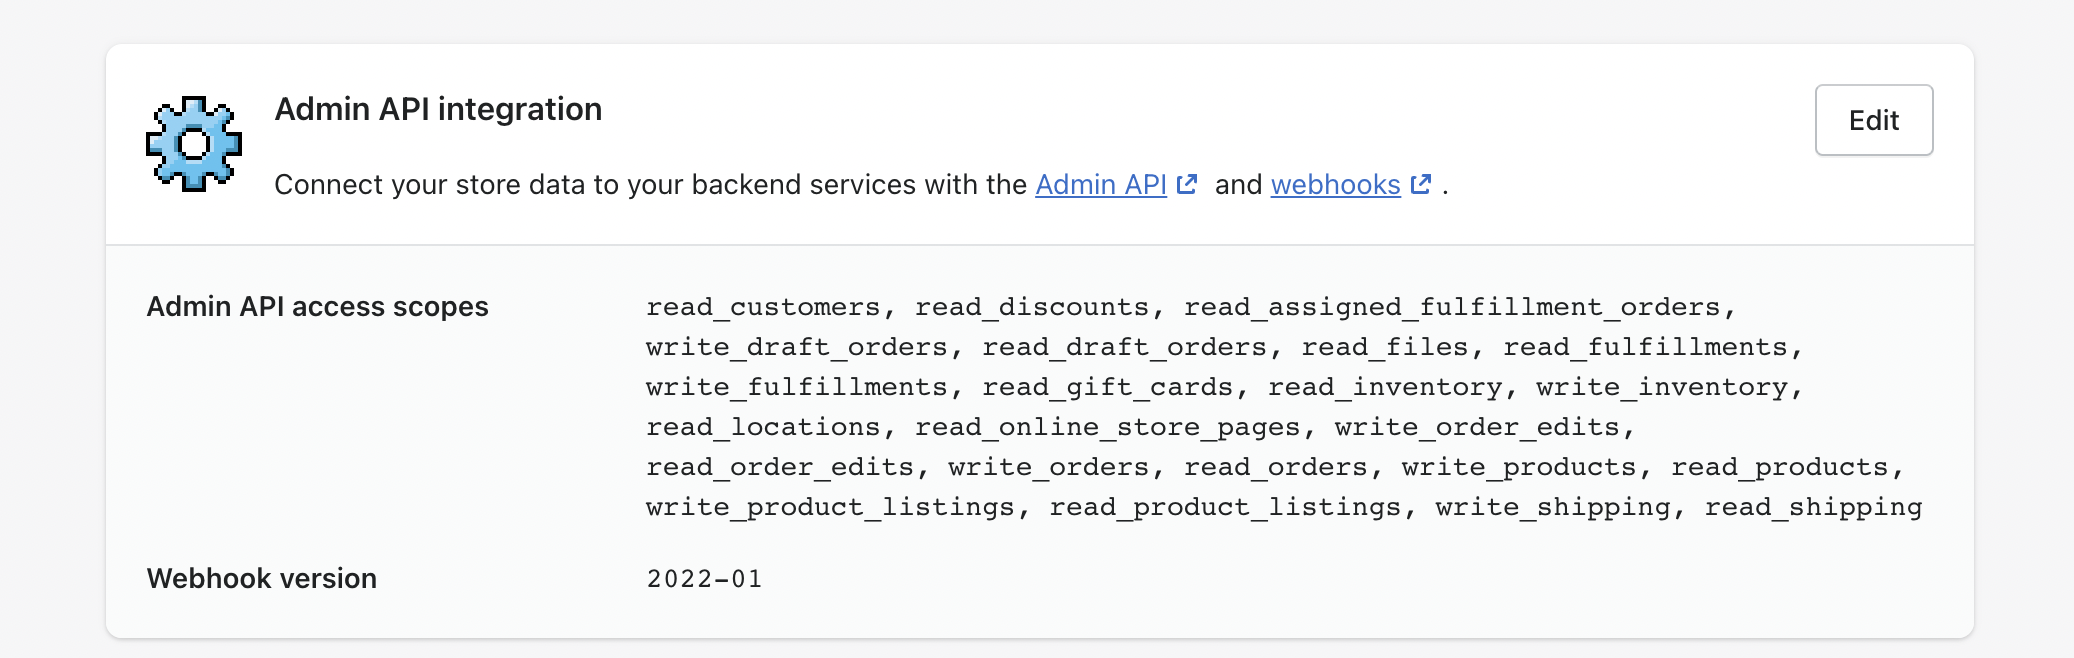 Admin API integration
Edit
Connect your store data to your backend services with the Admin API and webhooks .
Admin API access scopes
read_customers, read_discounts, read_assigned_fulfillment_orders,
write_draft_orders, read_draft_orders, read_files, read_fulfillments,
write_fulfillments, read_gift_cards, read_inventory, write_inventory,
read_locations, read_online_store_pages, write_order_edits,
read_order_edits, write_orders, read_orders, write_products, read_products,
write_product_listings, read_product_listings, write_shipping, read_shipping
Webhook version
2022-01